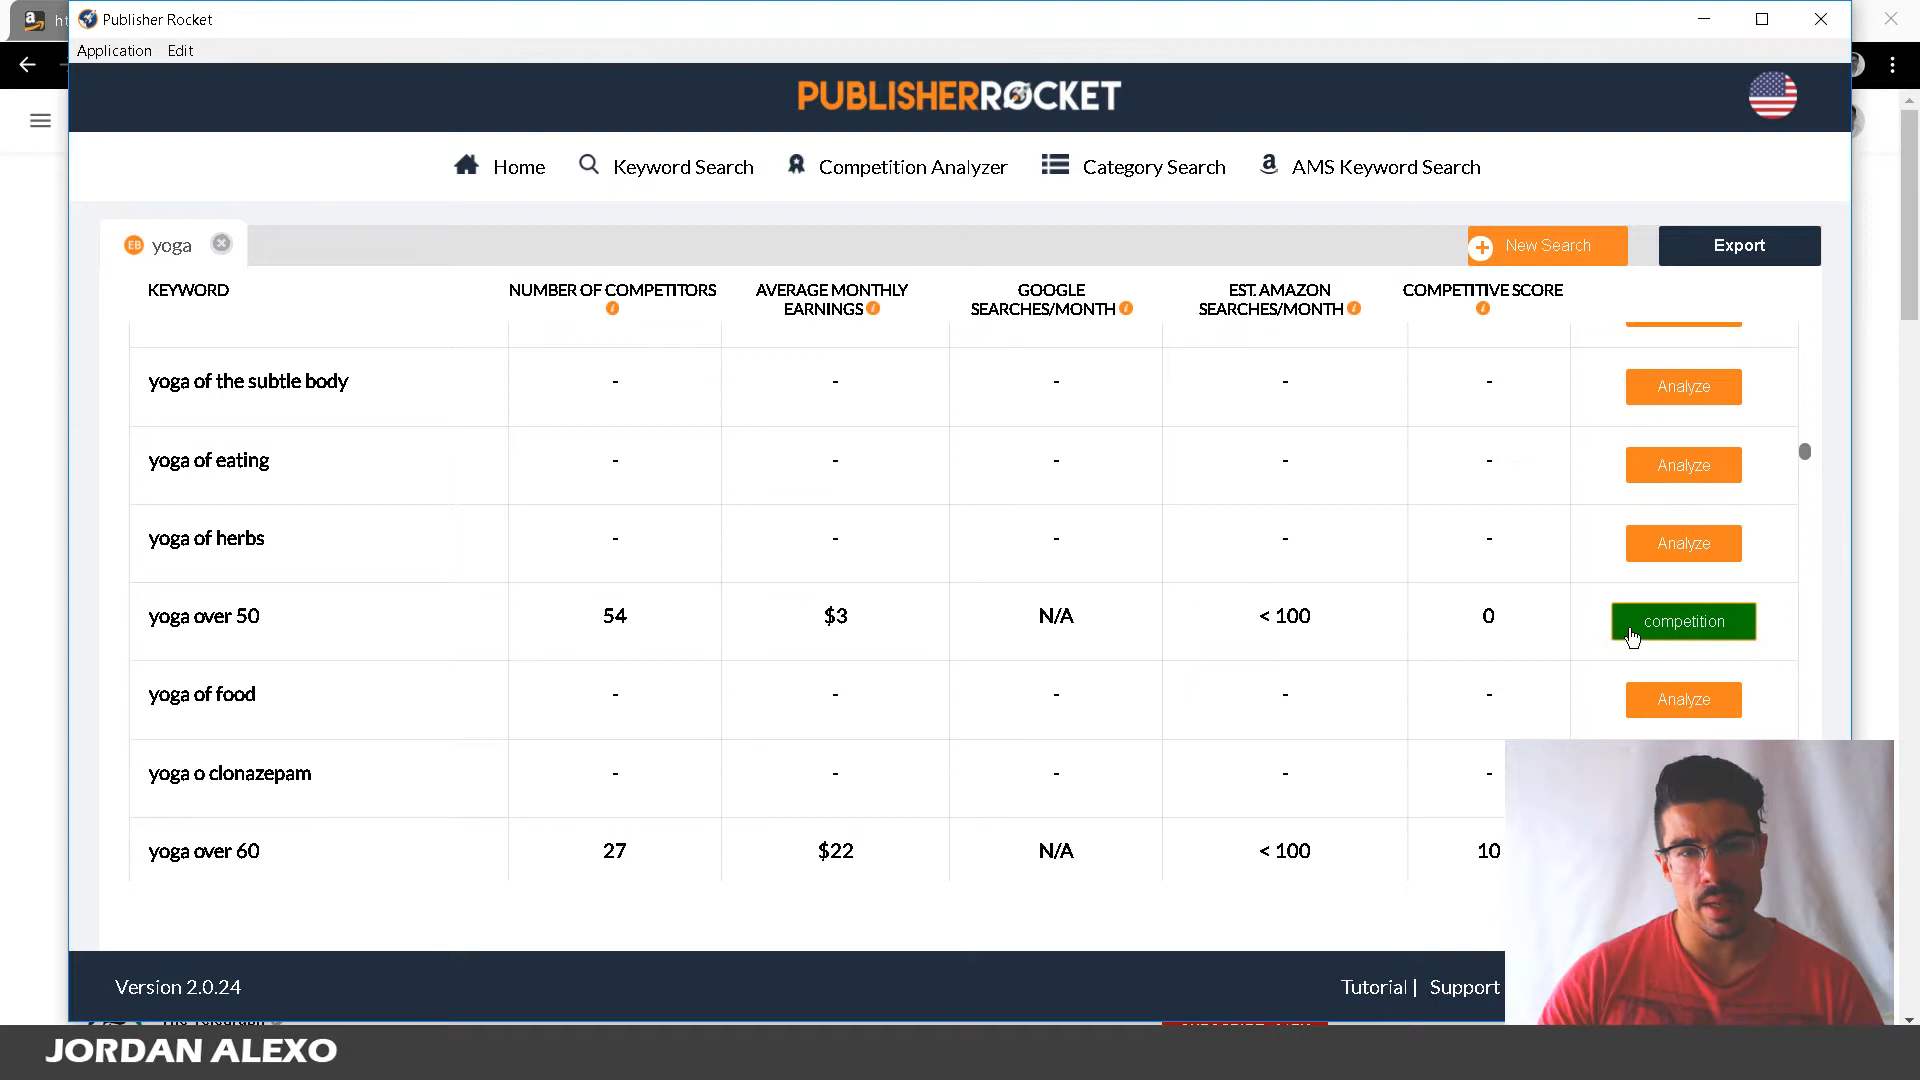 Publisher Rocket
Application Edit
PUBLISHERROCKET
Home Keyword Search Competition Analyzer Category Search AMS Keyword Search
EB yoga New Search Export
KEYWORD NUMBER OF COMPETITORS AVERAGE MONTHLY EARNINGS GOOGLE SEARCHES/MONTH EST. AMAZON SEARCHES/MONTH COMPETITIVE SCORE
yoga of the subtle body - - - - - Analyze
yoga of eating - - - - - Analyze
yoga of herbs - - - - - Analyze
yoga over 50 54 $3 N/A < 100 0 competition
yoga of food - - - - - Analyze
yoga o clonazepam - - - - -
yoga over 60 27 $22 N/A < 100 10
Version 2.0.24 Tutorial | Support
JORDAN ALEXO